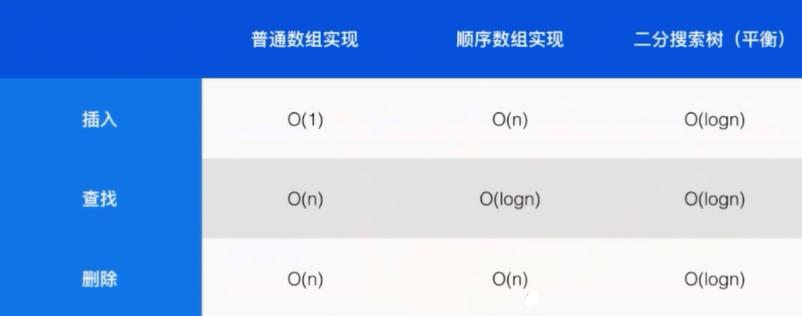 普通数组实现 顺序数组实现 二分搜索树（平衡）
插入 O(1) O(n) O(logn)
查找 O(n) O(logn) O(logn)
删除 O(n) O(n) O(logn)